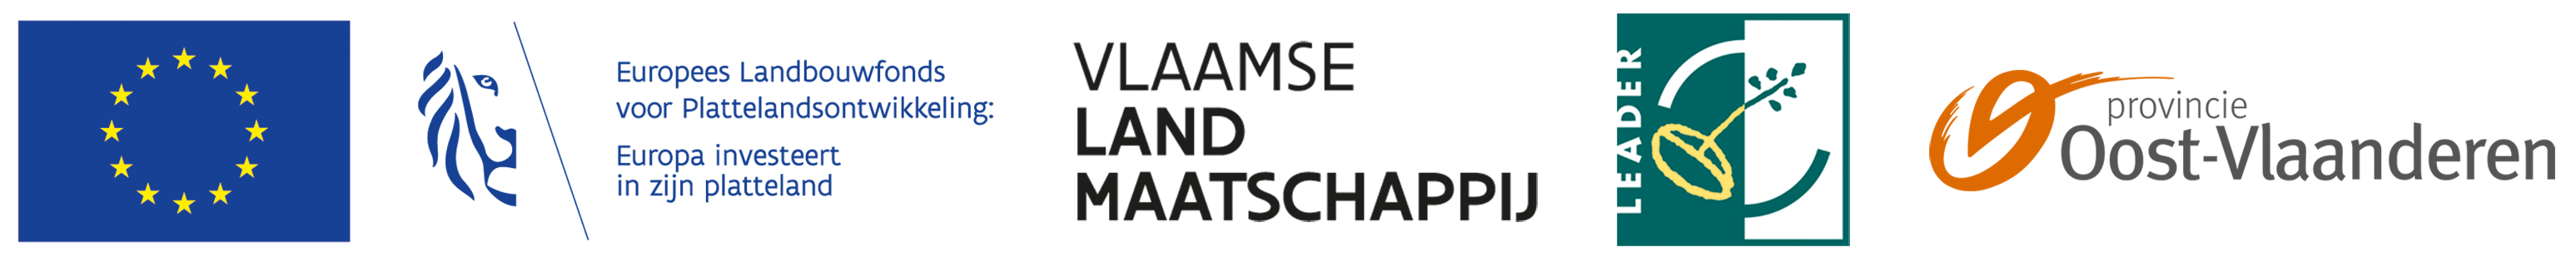 Europees Landbouwfonds
voor Plattelandsontwikkeling:
Europa investeert
in zijn platteland
VLAAMSE
LAND
MAATSCHAPPIJ
LEADER
provincie
Oost-Vlaanderen